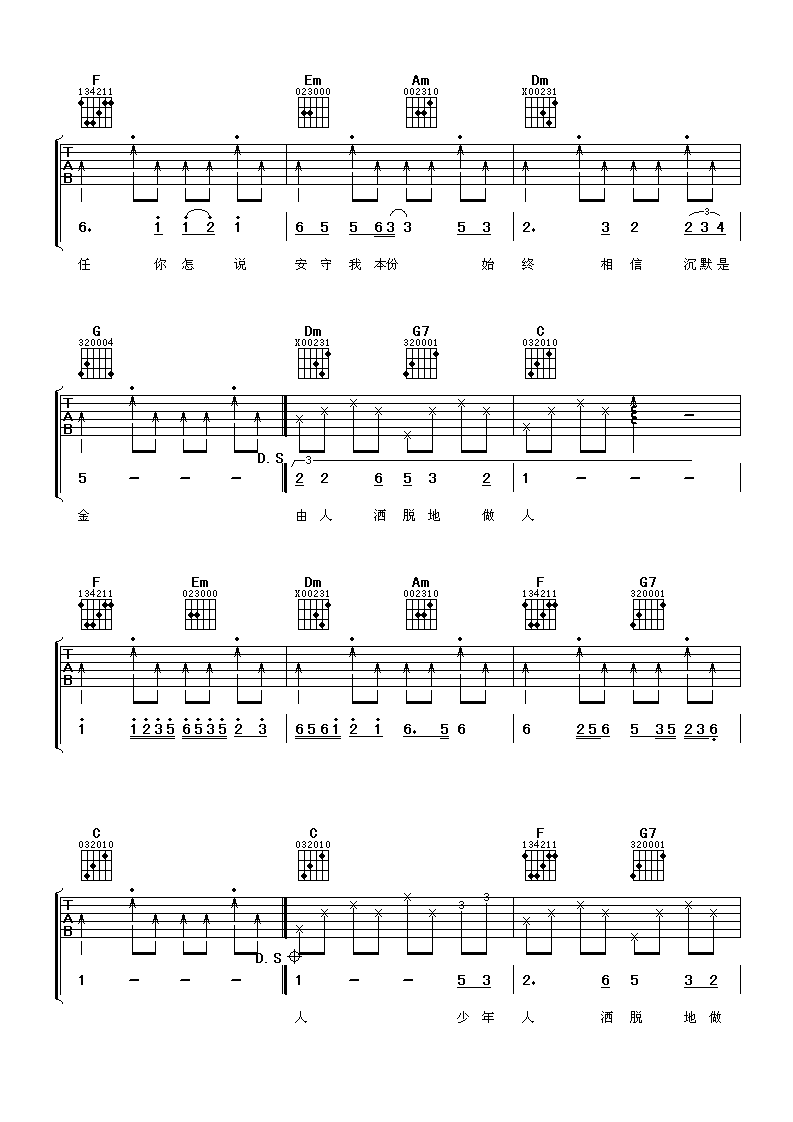 F Em Am Dm
134211 023000 002310 X00231
T
A
B
6. 1 1 2 1 6 5 5 6 3 3 5 3 2. 3 2 2 3 4
3
任 你 怎 说 安 守 我 本 份 始 终 相 信 沉 默 是
G Dm G7 C
320004 X00231 320001 032010
T
A
B
D.S 3
5 - - - 2 2 6 5 3 2 1 - - -
金 由 人 洒 脱 地 做 人
F Em Dm Am F G7
134211 023000 X00231 002310 134211 320001
T
A
B
1 1 2 3 5 6 5 3 5 2 3 6 5 6 1 2 1 6. 5 6 6 2 5 6 5 3 5 2 3 6
C C F G7
032010 032010 134211 320001
T
A
B
3 3
D.S
1 - - - 1 - - 5 3 2. 6 5 3 2
人 少 年 人 洒 脱 地 做